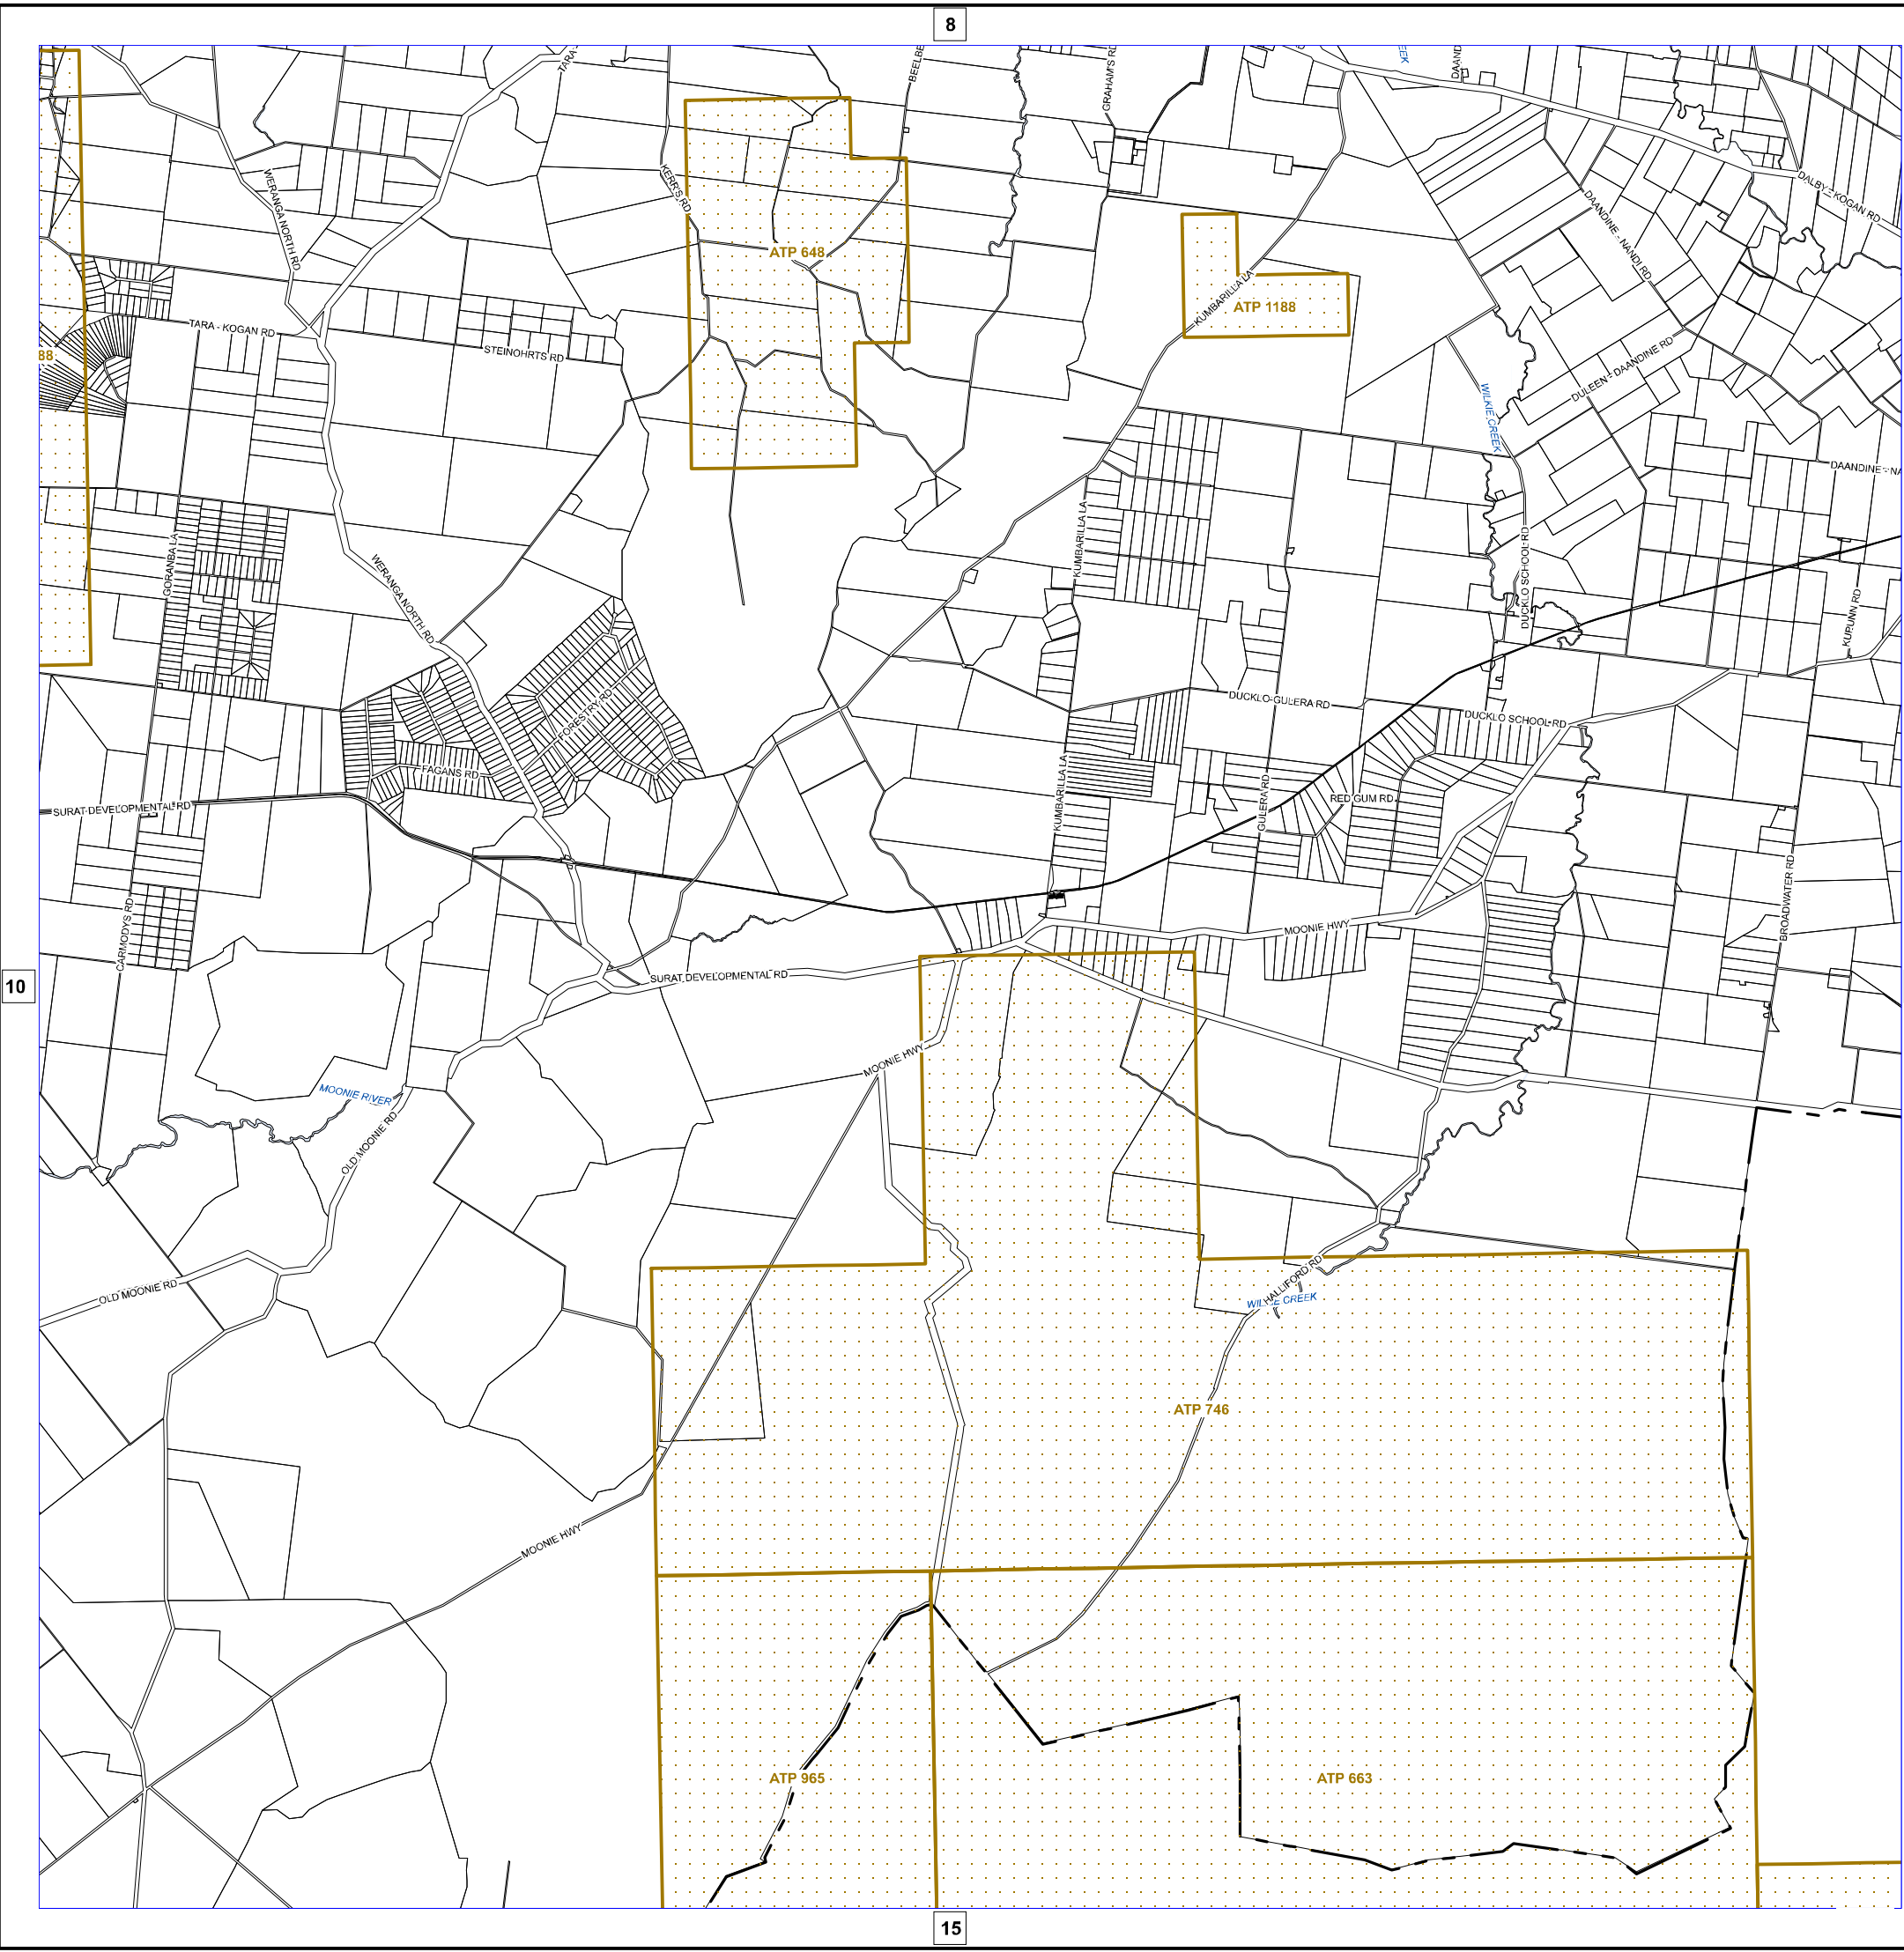 8
TARA
BEELBE
GRAHAM'S RD
EEK
DAAND
WERANGA NORTH RD
KERR'S RD
DALBY - KOGAN RD
DAANDINE - NANDI RD
ATP 648
KUMBARILLA LA
ATP 1188
TARA - KOGAN RD
STEINOHRTS RD
88
DULEEN - DAANDINE RD
WILKIE CREEK
DAANDINE - NA
GORANBA LA
WERANGA NORTH RD
KUMBARILLA LA
DUCKLO SCHOOL RD
KUPUNN RD
FORESTRY RD
DUCKLO-GULERA RD
DUCKLO SCHOOL RD
FAGANS RD
SURAT DEVELOPMENTAL RD
KUMBARILLA LA
GULERA RD
RED GUM RD
CARMODYS RD
BROADWATER RD
MOONIE HWY
10
SURAT DEVELOPMENTAL RD
MOONIE HWY
MOONIE RIVER
OLD MOONIE RD
OLD MOONIE RD
HALLIFORD RD
WILKIE CREEK
ATP 746
MOONIE HWY
ATP 965
ATP 663
15